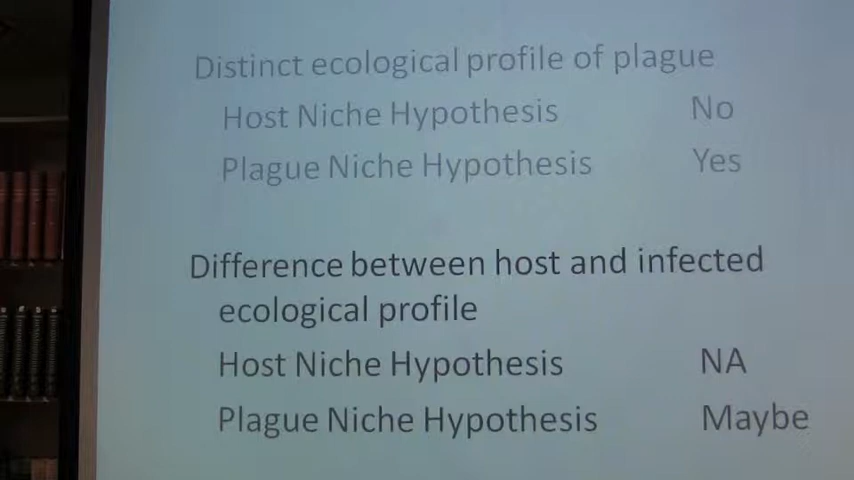 Distinct ecological profile of plague
Host Niche Hypothesis No
Plague Niche Hypothesis Yes
Difference between host and infected
ecological profile
Host Niche Hypothesis NA
Plague Niche Hypothesis Maybe